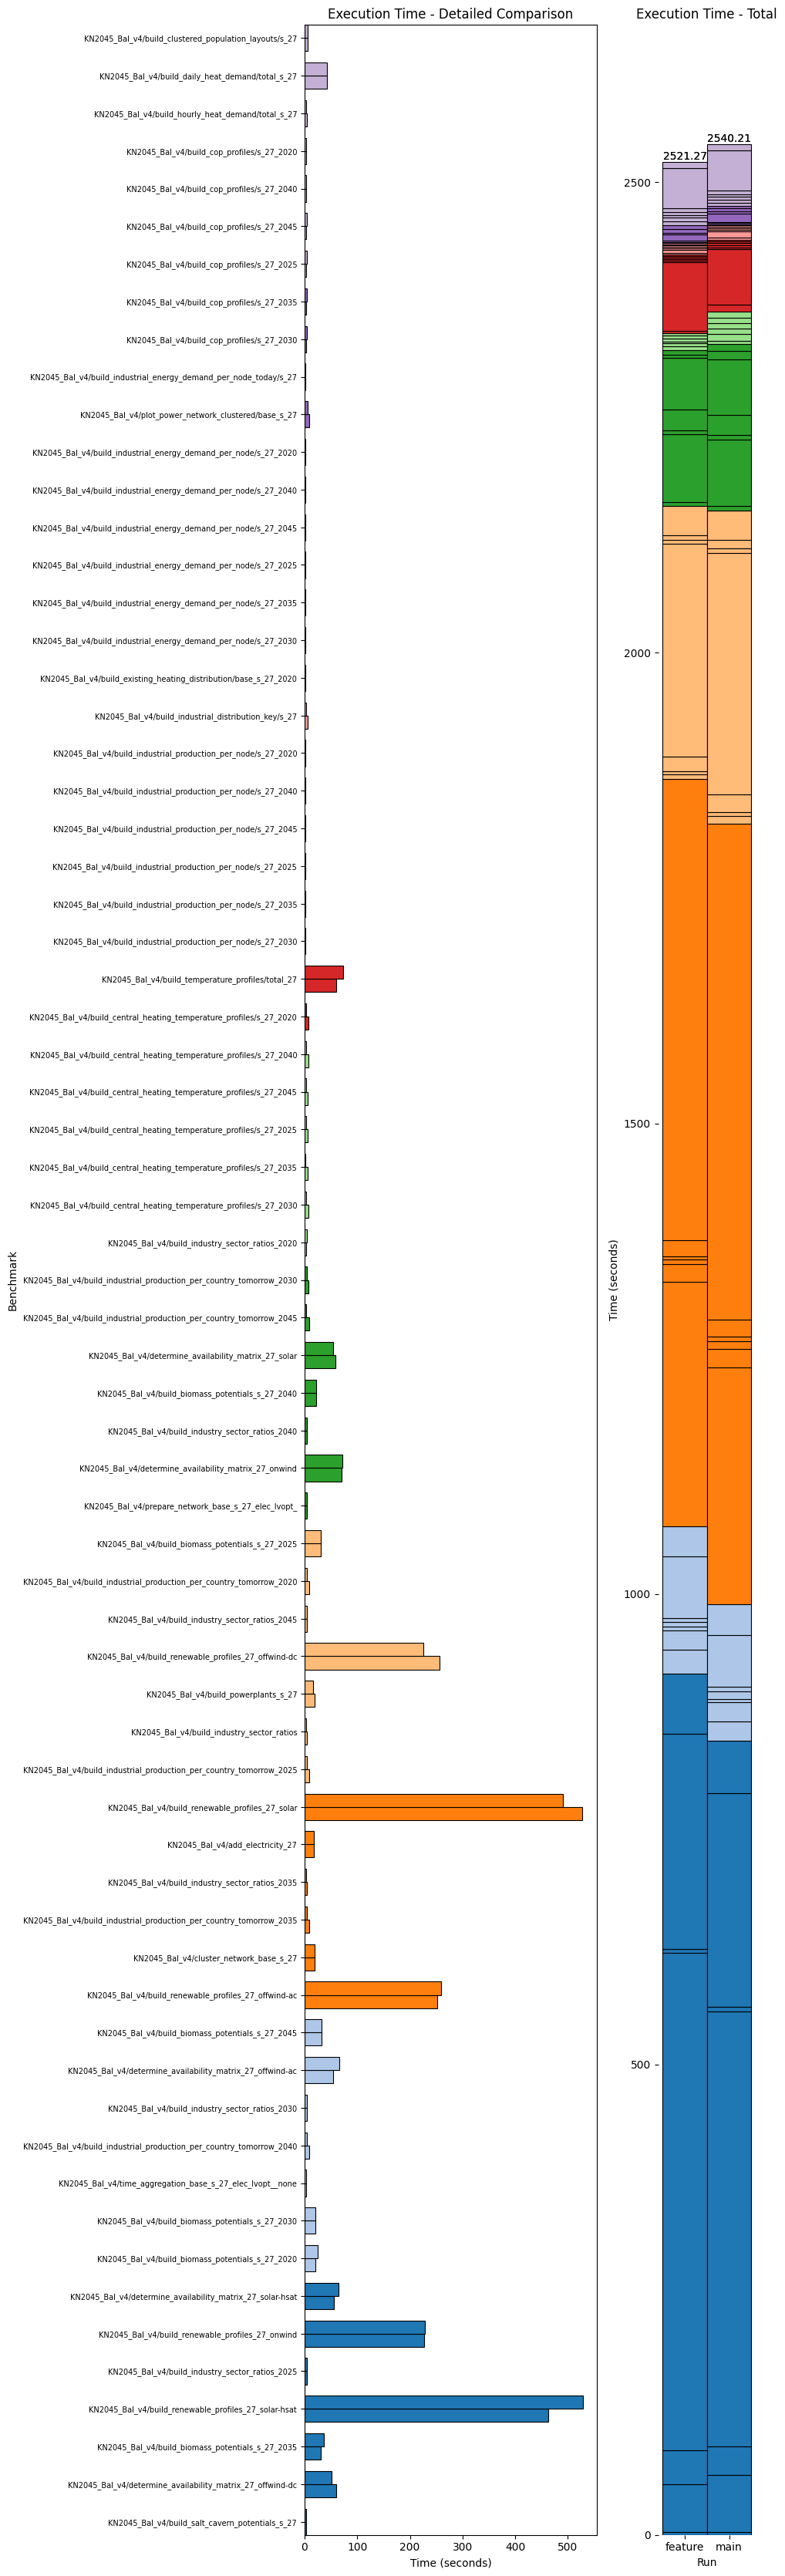 Execution Time - Detailed Comparison
Execution Time - Total
KN2045_Bal_v4/build_clustered_population_layouts/s_27
KN2045_Bal_v4/build_daily_heat_demand/total_s_27
KN2045_Bal_v4/build_hourly_heat_demand/total_s_27
KN2045_Bal_v4/build_cop_profiles/s_27_2020
KN2045_Bal_v4/build_cop_profiles/s_27_2040
KN2045_Bal_v4/build_cop_profiles/s_27_2045
KN2045_Bal_v4/build_cop_profiles/s_27_2025
KN2045_Bal_v4/build_cop_profiles/s_27_2035
KN2045_Bal_v4/build_cop_profiles/s_27_2030
KN2045_Bal_v4/build_industrial_energy_demand_per_node_today/s_27
KN2045_Bal_v4/plot_power_network_clustered/base_s_27
KN2045_Bal_v4/build_industrial_energy_demand_per_node/s_27_2020
KN2045_Bal_v4/build_industrial_energy_demand_per_node/s_27_2040
KN2045_Bal_v4/build_industrial_energy_demand_per_node/s_27_2045
KN2045_Bal_v4/build_industrial_energy_demand_per_node/s_27_2025
KN2045_Bal_v4/build_industrial_energy_demand_per_node/s_27_2035
KN2045_Bal_v4/build_industrial_energy_demand_per_node/s_27_2030
KN2045_Bal_v4/build_existing_heating_distribution/base_s_27_2020
KN2045_Bal_v4/build_industrial_distribution_key/s_27
KN2045_Bal_v4/build_industrial_production_per_node/s_27_2020
KN2045_Bal_v4/build_industrial_production_per_node/s_27_2040
KN2045_Bal_v4/build_industrial_production_per_node/s_27_2045
KN2045_Bal_v4/build_industrial_production_per_node/s_27_2025
KN2045_Bal_v4/build_industrial_production_per_node/s_27_2035
KN2045_Bal_v4/build_industrial_production_per_node/s_27_2030
KN2045_Bal_v4/build_temperature_profiles/total_27
KN2045_Bal_v4/build_central_heating_temperature_profiles/s_27_2020
KN2045_Bal_v4/build_central_heating_temperature_profiles/s_27_2040
KN2045_Bal_v4/build_central_heating_temperature_profiles/s_27_2045
KN2045_Bal_v4/build_central_heating_temperature_profiles/s_27_2025
KN2045_Bal_v4/build_central_heating_temperature_profiles/s_27_2035
KN2045_Bal_v4/build_central_heating_temperature_profiles/s_27_2030
KN2045_Bal_v4/build_industry_sector_ratios_2020
KN2045_Bal_v4/build_industrial_production_per_country_tomorrow_2030
KN2045_Bal_v4/build_industrial_production_per_country_tomorrow_2045
KN2045_Bal_v4/determine_availability_matrix_27_solar
KN2045_Bal_v4/build_biomass_potentials_s_27_2040
KN2045_Bal_v4/build_industry_sector_ratios_2040
KN2045_Bal_v4/determine_availability_matrix_27_onwind
KN2045_Bal_v4/prepare_network_base_s_27_elec_lvopt_
KN2045_Bal_v4/build_biomass_potentials_s_27_2025
KN2045_Bal_v4/build_industrial_production_per_country_tomorrow_2020
KN2045_Bal_v4/build_industry_sector_ratios_2045
KN2045_Bal_v4/build_renewable_profiles_27_offwind-dc
KN2045_Bal_v4/build_powerplants_s_27
KN2045_Bal_v4/build_industry_sector_ratios
KN2045_Bal_v4/build_industrial_production_per_country_tomorrow_2025
KN2045_Bal_v4/build_renewable_profiles_27_solar
KN2045_Bal_v4/add_electricity_27
KN2045_Bal_v4/build_industry_sector_ratios_2035
KN2045_Bal_v4/build_industrial_production_per_country_tomorrow_2035
KN2045_Bal_v4/cluster_network_base_s_27
KN2045_Bal_v4/build_renewable_profiles_27_offwind-ac
KN2045_Bal_v4/build_biomass_potentials_s_27_2045
KN2045_Bal_v4/determine_availability_matrix_27_offwind-ac
KN2045_Bal_v4/build_industry_sector_ratios_2030
KN2045_Bal_v4/build_industrial_production_per_country_tomorrow_2040
KN2045_Bal_v4/time_aggregation_base_s_27_elec_lvopt__none
KN2045_Bal_v4/build_biomass_potentials_s_27_2030
KN2045_Bal_v4/build_biomass_potentials_s_27_2020
KN2045_Bal_v4/determine_availability_matrix_27_solar-hsat
KN2045_Bal_v4/build_renewable_profiles_27_onwind
KN2045_Bal_v4/build_industry_sector_ratios_2025
KN2045_Bal_v4/build_renewable_profiles_27_solar-hsat
KN2045_Bal_v4/build_biomass_potentials_s_27_2035
KN2045_Bal_v4/determine_availability_matrix_27_offwind-dc
KN2045_Bal_v4/build_salt_cavern_potentials_s_27
Benchmark
0 100 200 300 400 500
Time (seconds)
2521.27
2540.21
2500
2000
1500
1000
500
0
Time (seconds)
feature main
Run